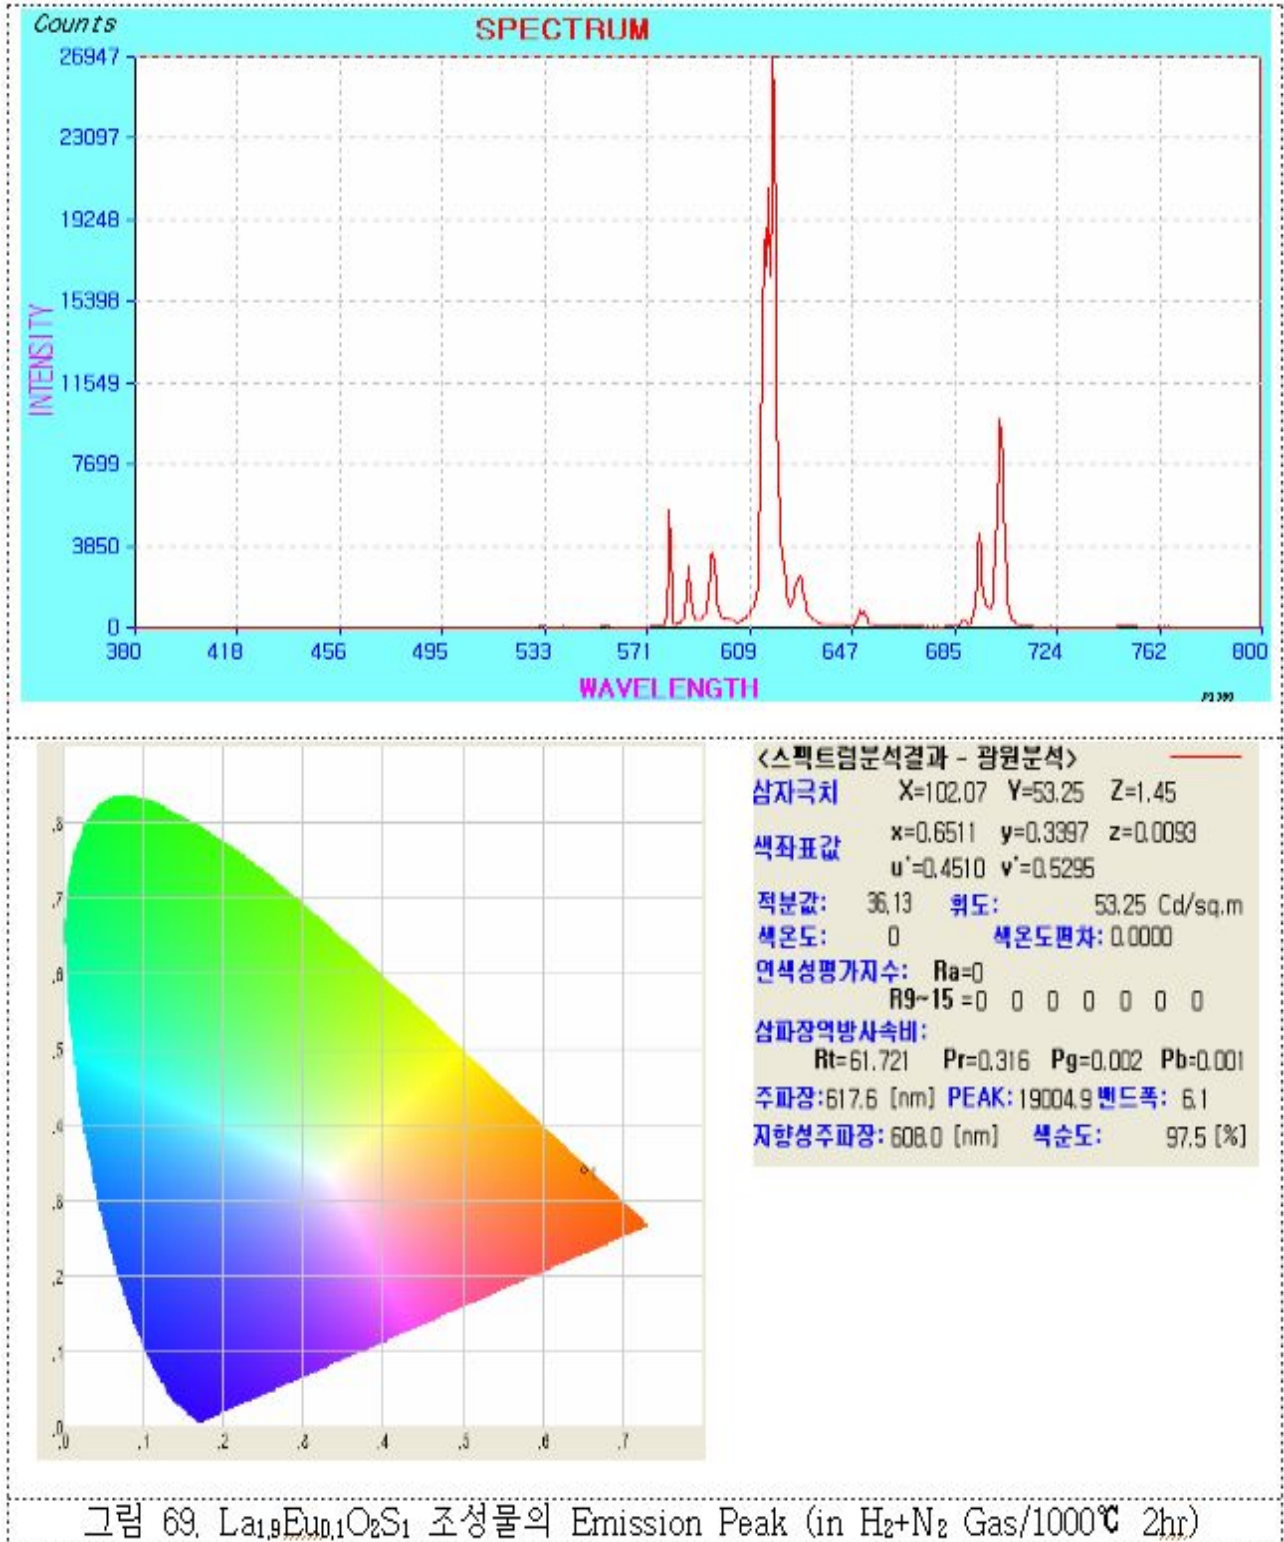 Counts
SPECTRUM
26947
23097
19248
15398
11549
7699
3850
0
INTENSITY
380 418 456 495 533 571 609 647 685 724 762 800
WAVELENGTH
<스펙트럼분석결과 - 광원분석>
삼자극치 X=102.07 Y=53.25 Z=1.45
색좌표값 x=0.6511 y=0.3397 z=0.0093
u'=0.4510 v'=0.5295
적분값: 36.13 휘도: 53.25 Cd/sq.m
색온도: 0 색온도편차: 0.0000
연색성평가지수: Ra=0
R9~15 =0 0 0 0 0 0 0
삼파장역방사속비:
Rt=61.721 Pr=0.316 Pg=0.002 Pb=0.001
주파장:617.6 [nm] PEAK: 19004.9 밴드폭: 6.1
지향성주파장: 608.0 [nm] 색순도: 97.5 [%]
.8
.7
.6
.5
.4
.3
.2
.1
.0
.0 .1 .2 .3 .4 .5 .6 .7
그림 69. La1.9Eu0.1O2S1 조성물의 Emission Peak (in H2+N2 Gas/1000℃ 2hr)